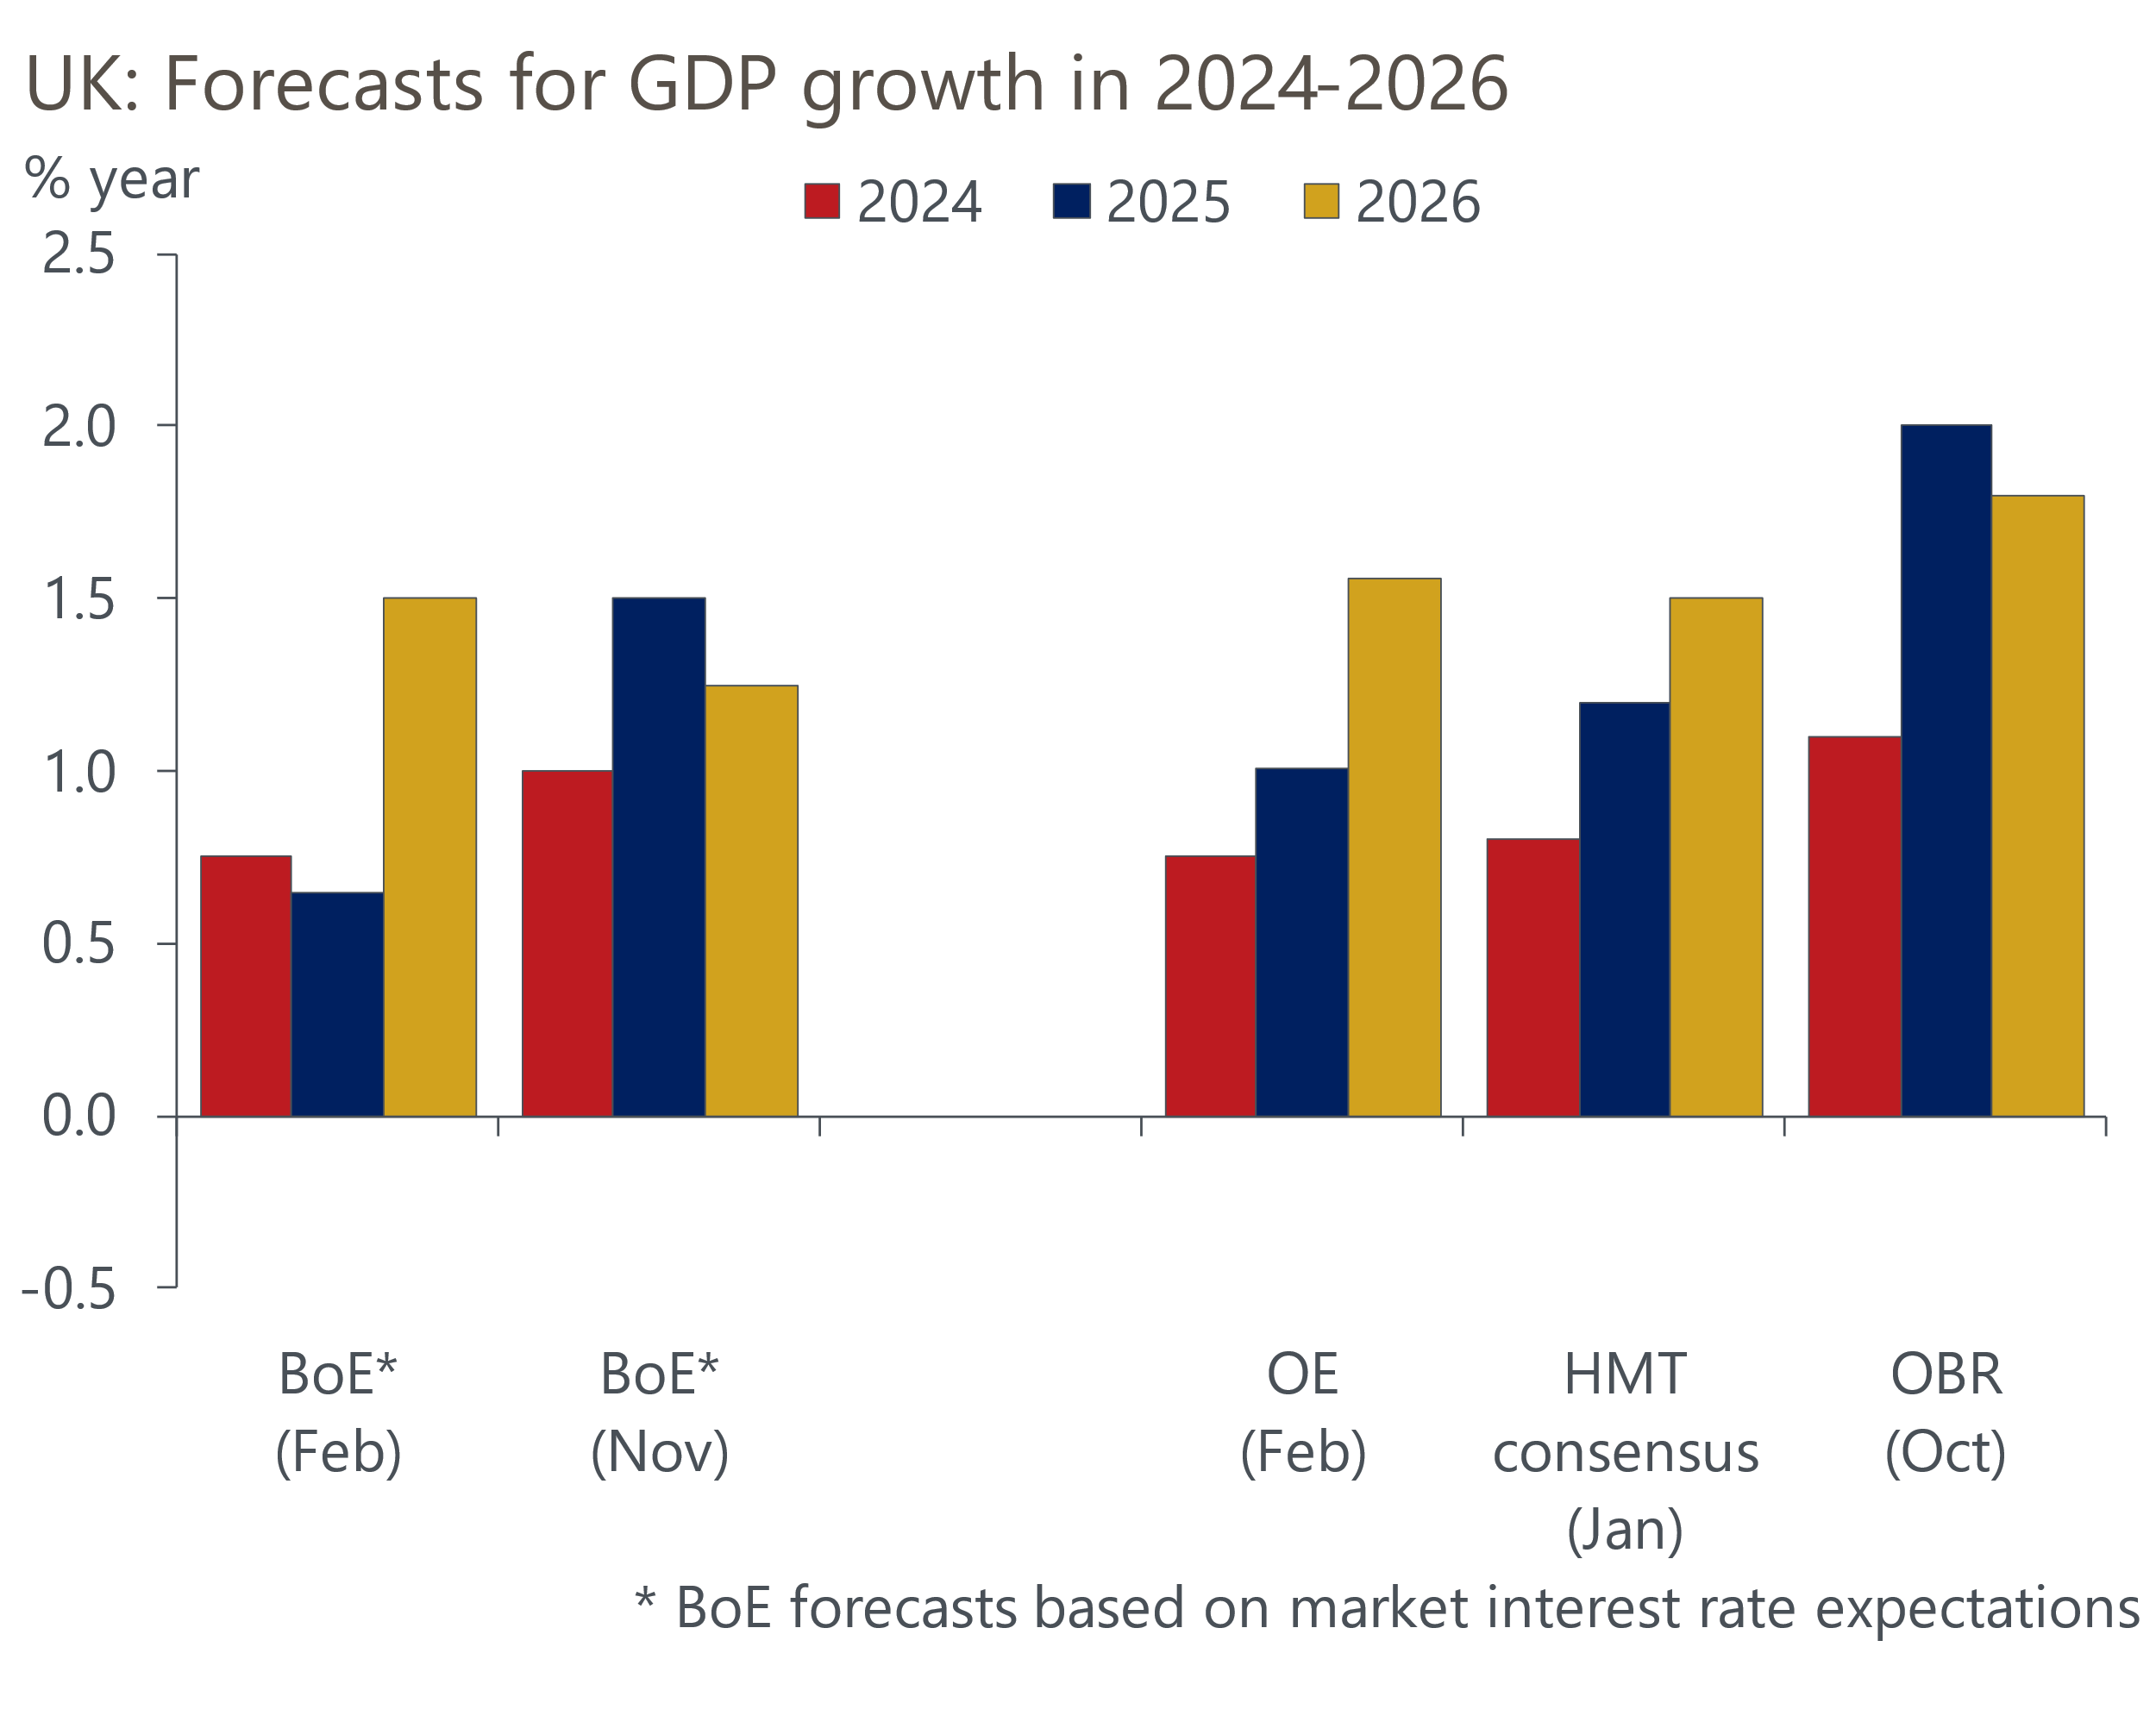 UK: Forecasts for GDP growth in 2024-2026
% year
2024 2025 2026
2.5
2.0
1.5
1.0
0.5
0.0
-0.5
BoE* BoE* OE HMT OBR
(Feb) (Nov) (Feb) consensus (Oct)
(Jan)
* BoE forecasts based on market interest rate expectations